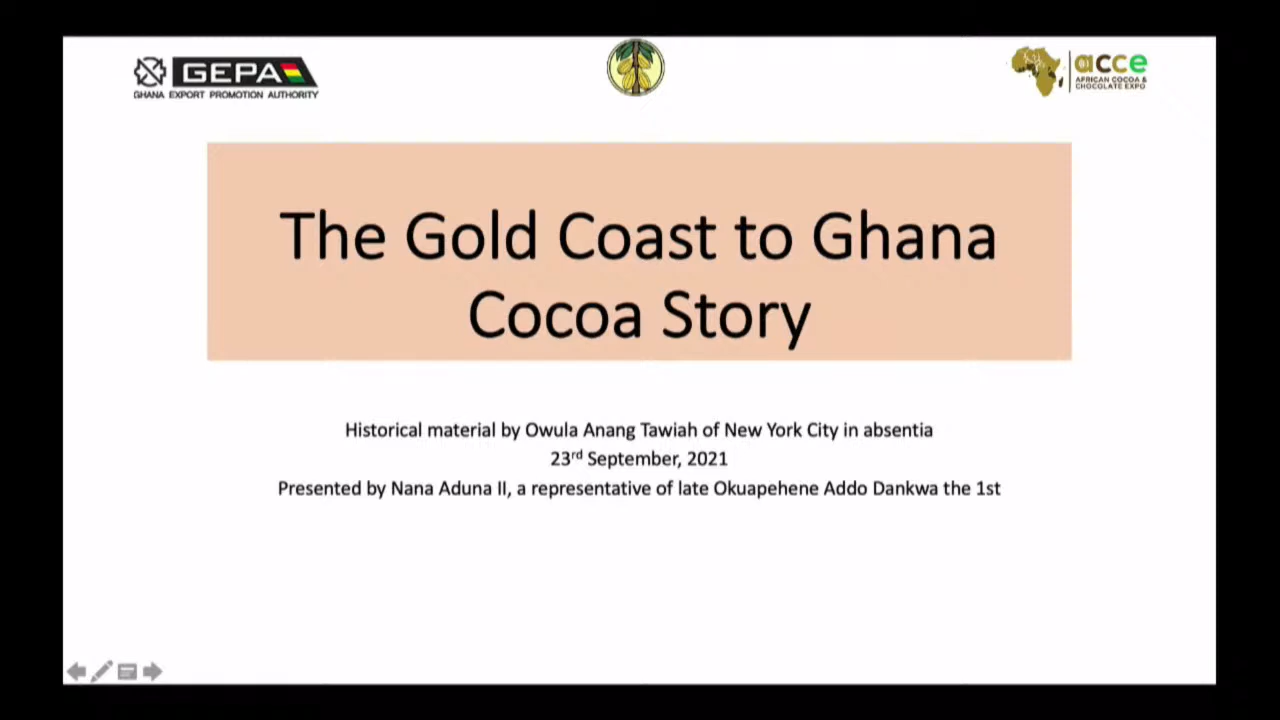 GEPA
GHANA EXPORT PROMOTION AUTHORITY
acce
AFRICAN COCOA &
CHOCOLATE EXPO
The Gold Coast to Ghana
Cocoa Story
Historical material by Owula Anang Tawiah of New York City in absentia
23rd September, 2021
Presented by Nana Aduna II, a representative of late Okuapehene Addo Dankwa the 1st